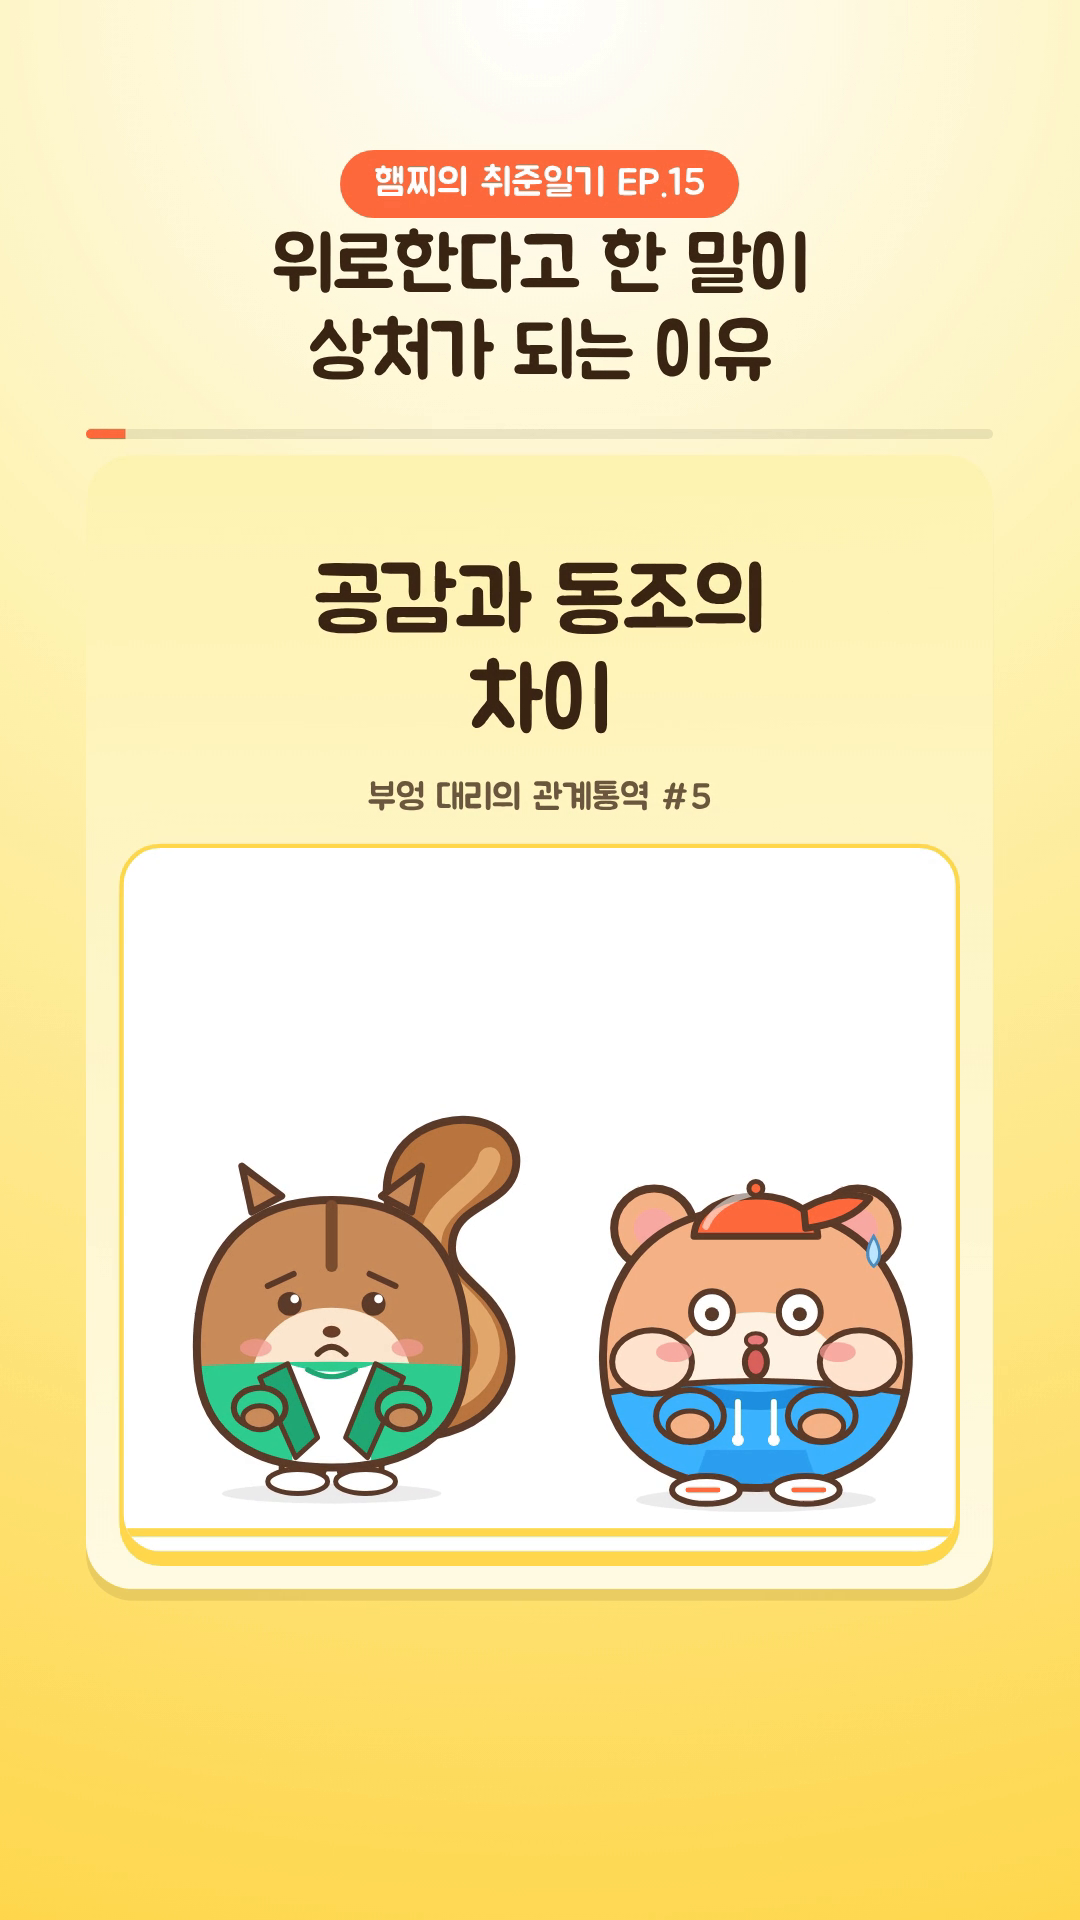 햄찌의 취준일기 EP.15
위로한다고 한 말이
상처가 되는 이유
공감과 동조의
차이
부엉 대리의 관계통역 #5